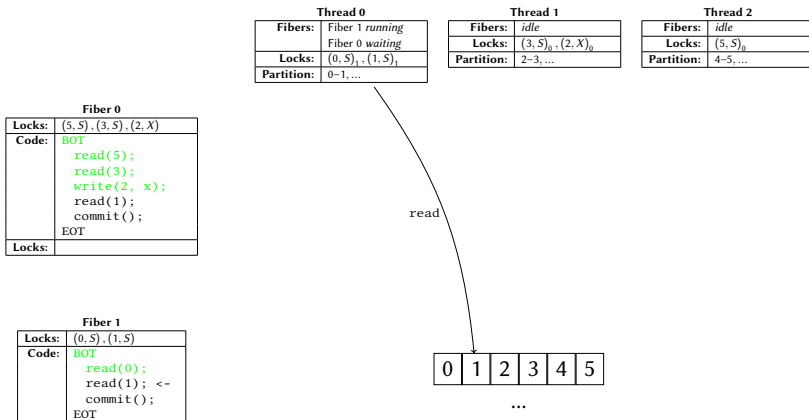 Thread 0
Fibers: Fiber 1 running
Fiber 0 waiting
Locks: (0, S)₁, (1, S)₁
Partition: 0–1, ...
Thread 1
Fibers: idle
Locks: (3, S)₀, (2, X)₀
Partition: 2–3, ...
Thread 2
Fibers: idle
Locks: (5, S)₀
Partition: 4–5, ...
Fiber 0
Locks: (5, S), (3, S), (2, X)
Code: BOT
read(5);
read(3);
write(2, x);
read(1);
commit();
EOT
Locks:
read
Fiber 1
Locks: (0, S), (1, S)
Code: BOT
read(0);
read(1); <-
commit();
EOT
0 1 2 3 4 5
...